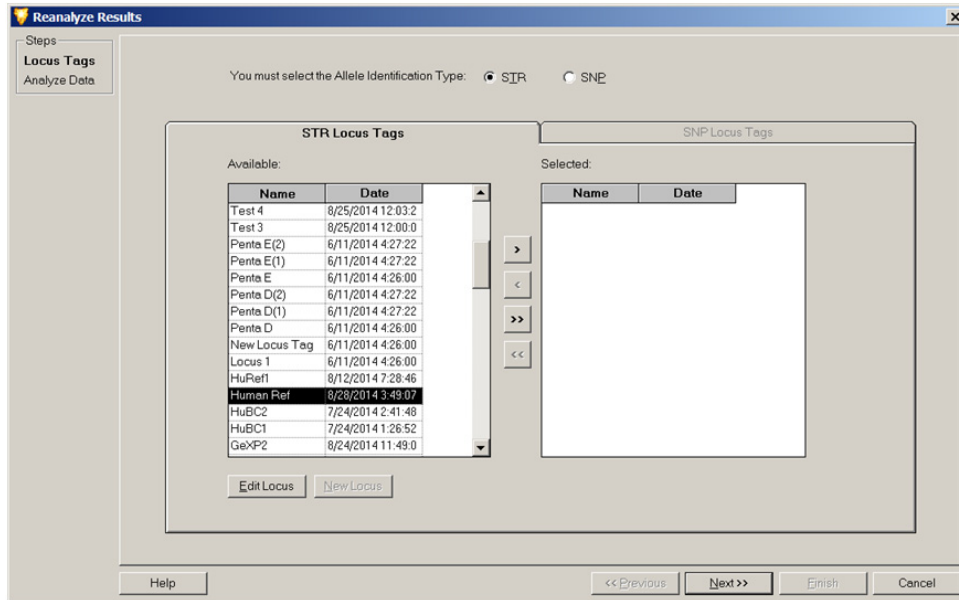 Reanalyze Results
Steps
Locus Tags
Analyze Data
You must select the Allele Identification Type: STR SNP
STR Locus Tags SNP Locus Tags
Available: Selected:
Name Date Name Date
Test 4 8/25/2014 12:03:2
Test 3 8/25/2014 12:00:0
Penta E(2) 6/11/2014 4:27:22
Penta E(1) 6/11/2014 4:27:22
Penta E 6/11/2014 4:26:00
Penta D(2) 6/11/2014 4:27:22
Penta D(1) 6/11/2014 4:27:22
Penta D 6/11/2014 4:26:00
New Locus Tag 6/11/2014 4:26:00
Locus 1 6/11/2014 4:26:00
HuRef1 8/12/2014 7:28:46
Human Ref 8/28/2014 3:49:07
HuBC2 7/24/2014 2:41:48
HuBC1 7/24/2014 1:26:52
GeXP2 8/24/2014 11:49:0
>
<
>>
<<
Edit Locus New Locus
Help << Previous Next >> Finish Cancel